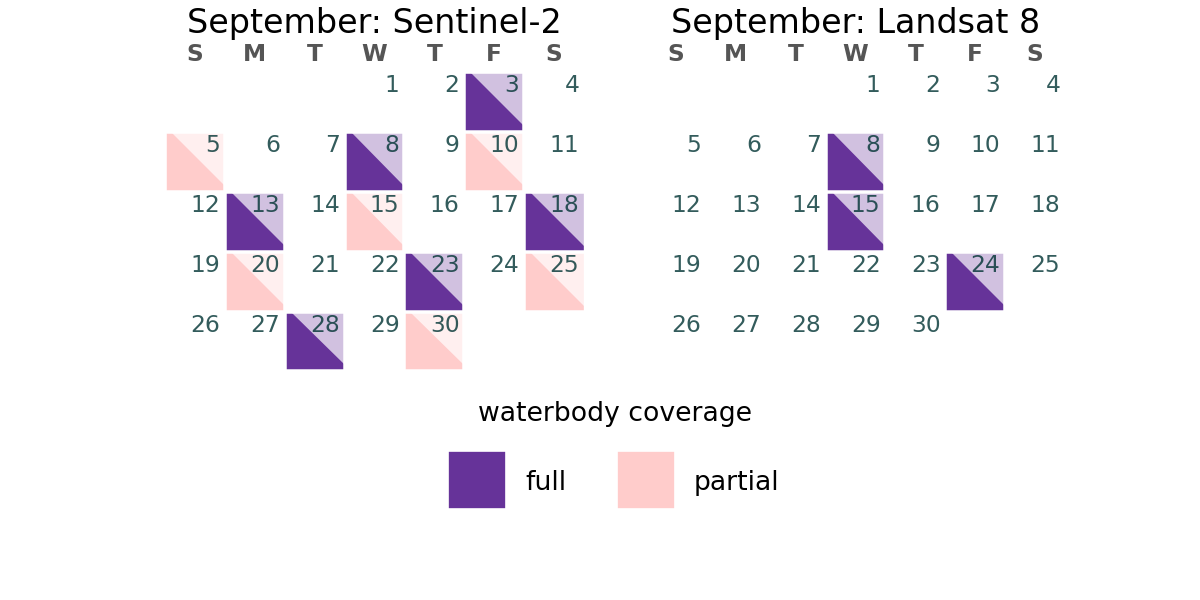 September: Sentinel-2
S M T W T F S
1 2 3 4
5 6 7 8 9 10 11
12 13 14 15 16 17 18
19 20 21 22 23 24 25
26 27 28 29 30
September: Landsat 8
S M T W T F S
1 2 3 4
5 6 7 8 9 10 11
12 13 14 15 16 17 18
19 20 21 22 23 24 25
26 27 28 29 30
waterbody coverage
full partial